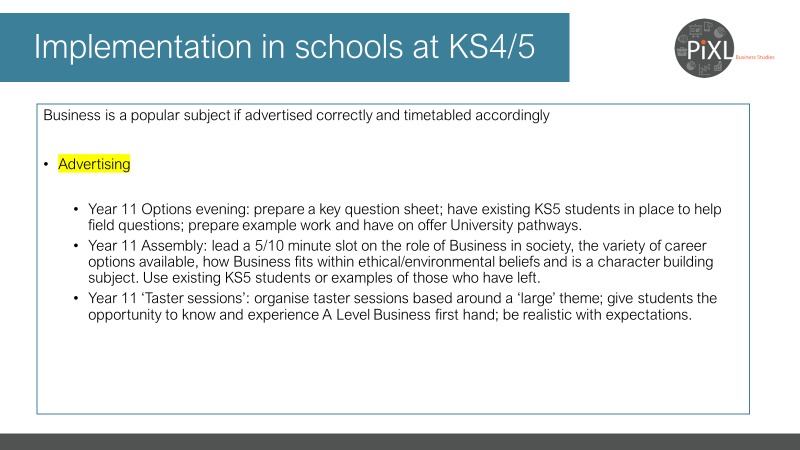 Implementation in schools at KS4/5
PiXL
Business Studies
Business is a popular subject if advertised correctly and timetabled accordingly
• Advertising
• Year 11 Options evening: prepare a key question sheet; have existing KS5 students in place to help
field questions; prepare example work and have on offer University pathways.
• Year 11 Assembly: lead a 5/10 minute slot on the role of Business in society, the variety of career
options available, how Business fits within ethical/environmental beliefs and is a character building
subject. Use existing KS5 students or examples of those who have left.
• Year 11 ‘Taster sessions’: organise taster sessions based around a ‘large’ theme; give students the
opportunity to know and experience A Level Business first hand; be realistic with expectations.